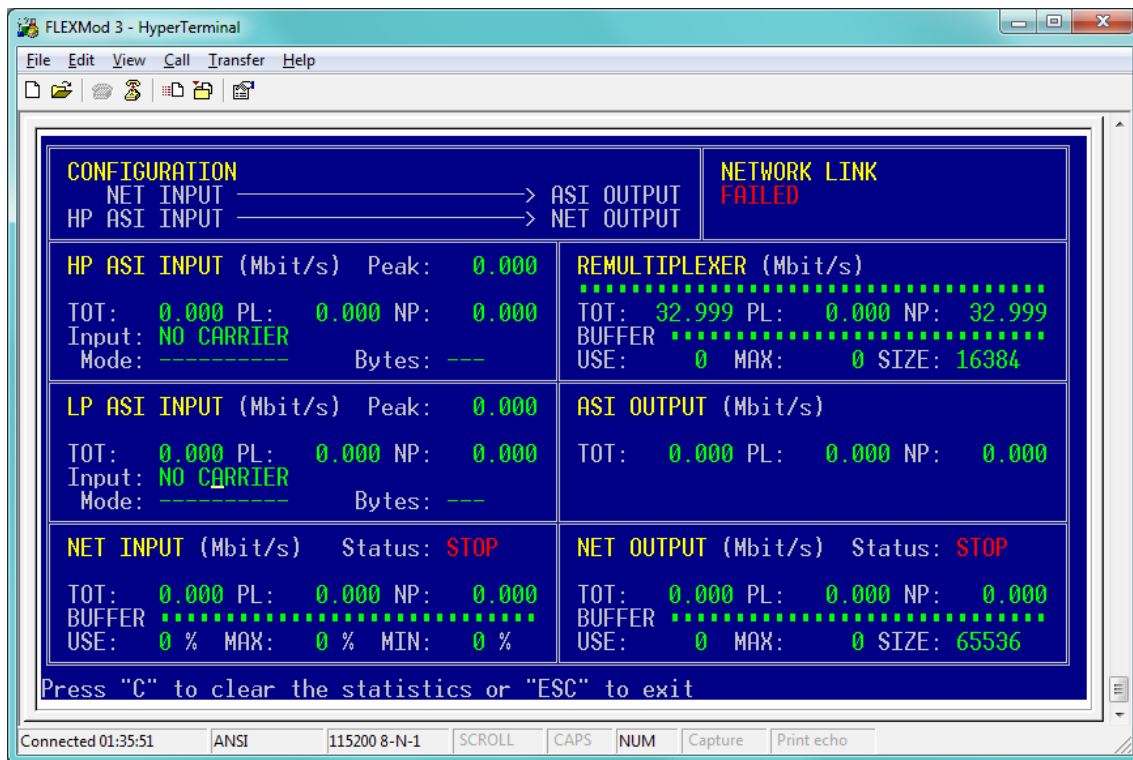 FLEXMod 3 - HyperTerminal
File Edit View Call Transfer Help
CONFIGURATION
NET INPUT ────────> ASI OUTPUT
HP ASI INPUT ────────> NET OUTPUT
NETWORK LINK
FAILED
HP ASI INPUT (Mbit/s) Peak: 0.000
TOT: 0.000 PL: 0.000 NP: 0.000
Input: NO CARRIER
Mode: ---------- Bytes: ---
REMULTIPLEXER (Mbit/s)
TOT: 32.999 PL: 0.000 NP: 32.999
BUFFER
USE: 0 MAX: 0 SIZE: 16384
LP ASI INPUT (Mbit/s) Peak: 0.000
TOT: 0.000 PL: 0.000 NP: 0.000
Input: NO CARRIER
Mode: ---------- Bytes: ---
ASI OUTPUT (Mbit/s)
TOT: 0.000 PL: 0.000 NP: 0.000
NET INPUT (Mbit/s) Status: STOP
TOT: 0.000 PL: 0.000 NP: 0.000
BUFFER
USE: 0 % MAX: 0 % MIN: 0 %
NET OUTPUT (Mbit/s) Status: STOP
TOT: 0.000 PL: 0.000 NP: 0.000
BUFFER
USE: 0 MAX: 0 SIZE: 65536
Press "C" to clear the statistics or "ESC" to exit
Connected 01:35:51 ANSI 115200 8-N-1 SCROLL CAPS NUM Capture Print echo